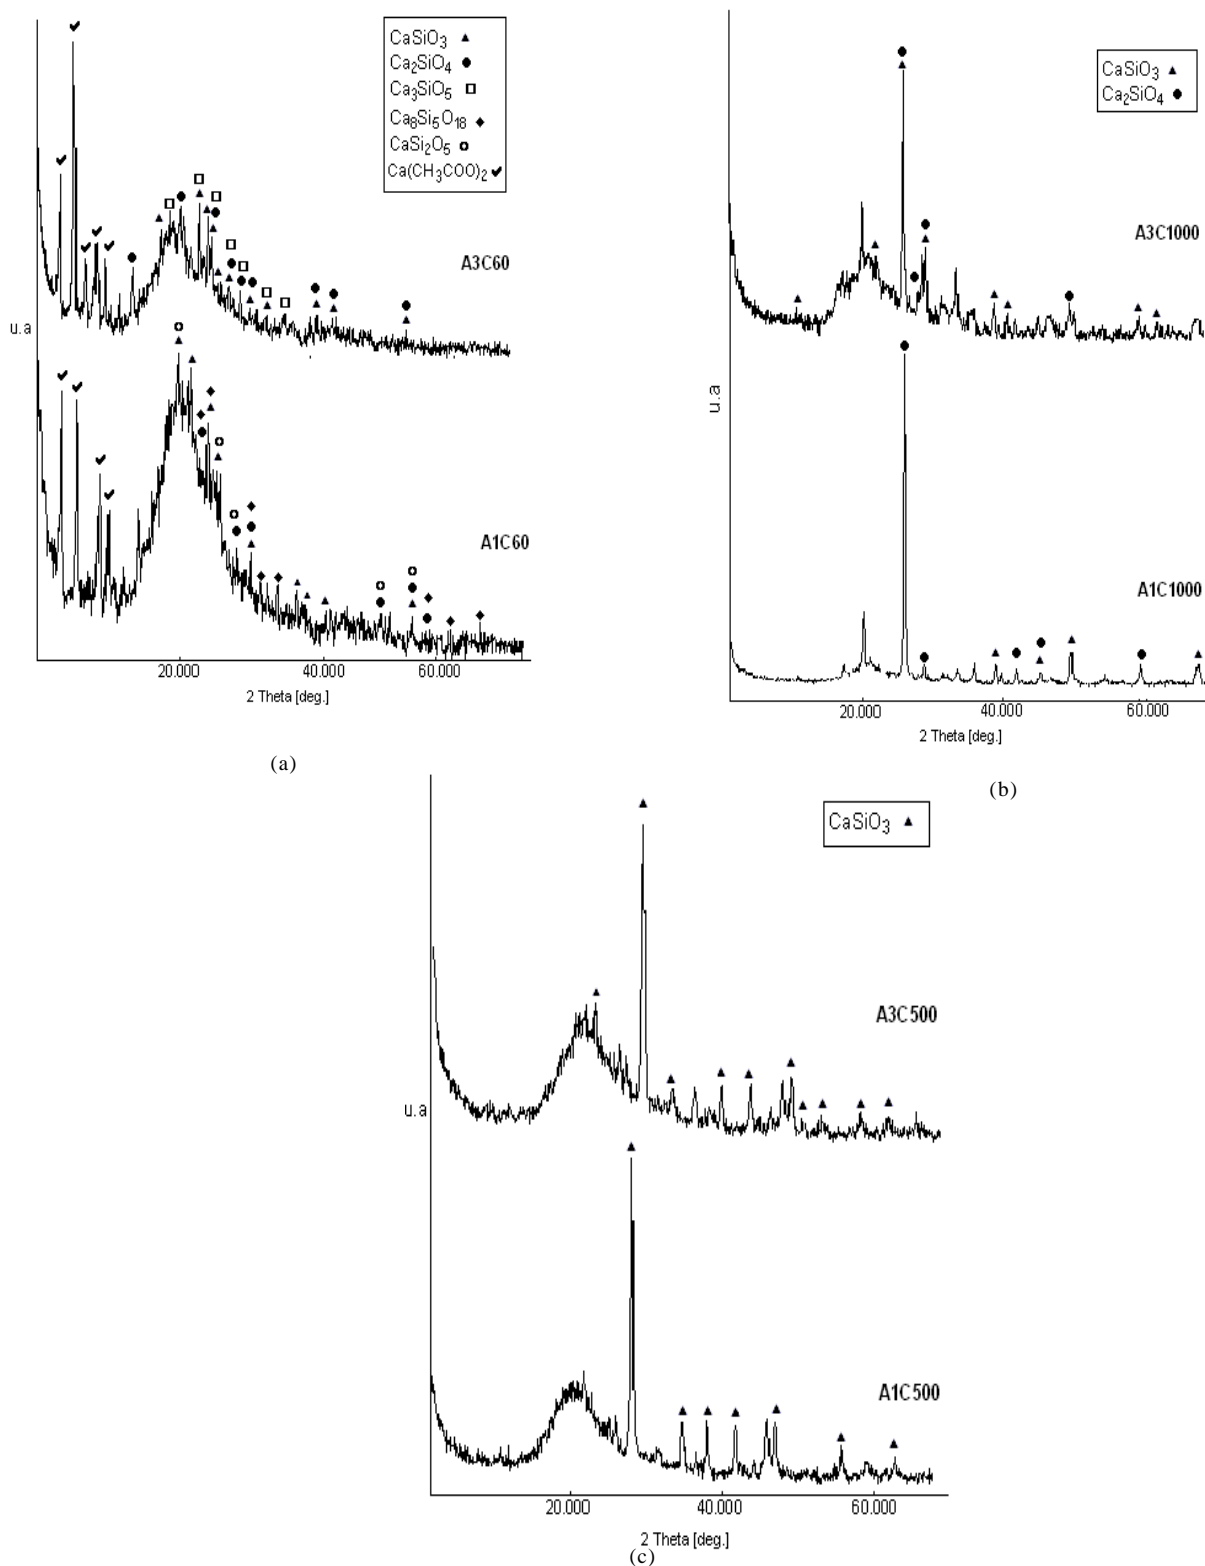 CaSiO3 ▲
Ca2SiO4 ●
Ca3SiO5 □
Ca8Si5O18 ◆
CaSi2O5 o
Ca(CH3COO)2 ✔
A3C60
u.a
A1C60
20.000 40.000 60.000
2 Theta [deg.]
(a)
CaSiO3 ▲
Ca2SiO4 ●
A3C1000
u.a
A1C1000
20.000 40.000 60.000
2 Theta [deg.]
(b)
CaSiO3 ▲
A3C500
u.a
A1C500
20.000 40.000 60.000
2 Theta [deg.]
(c)